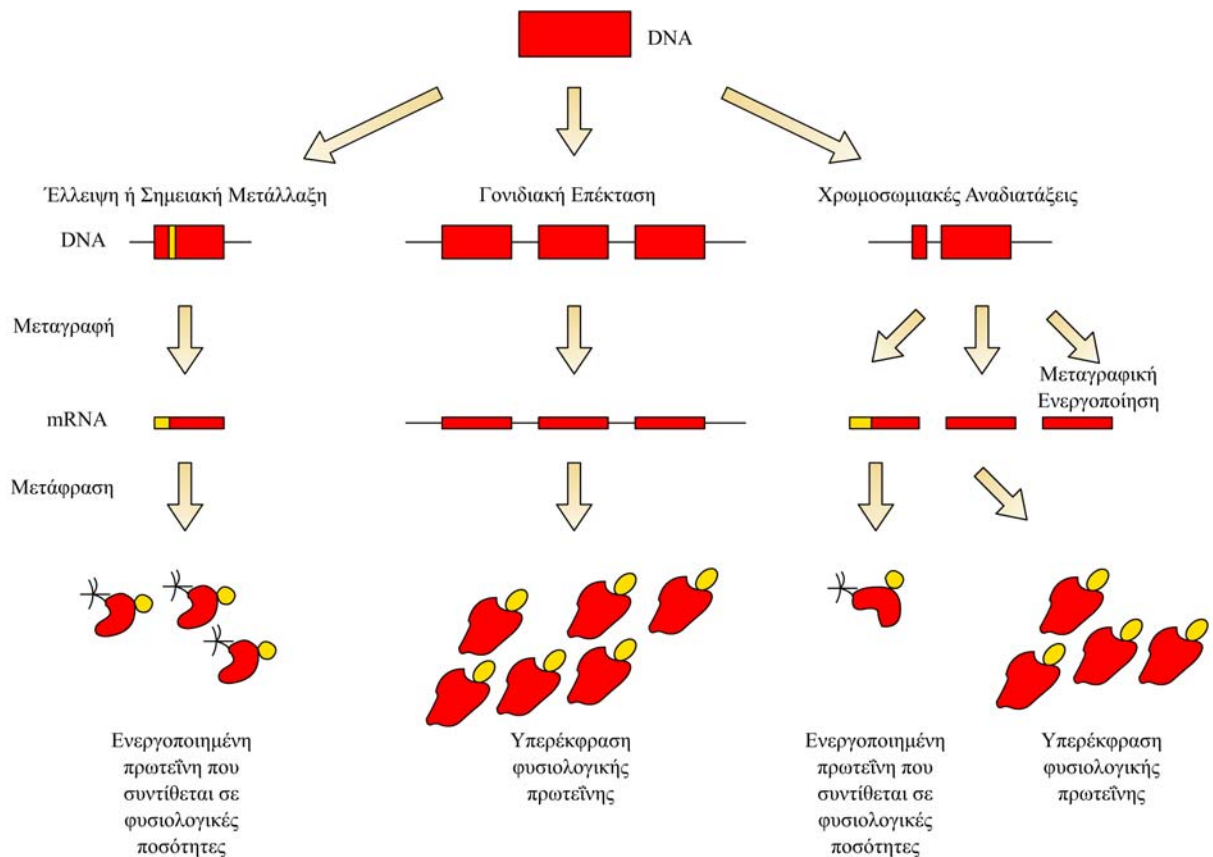 DNA
Έλλειψη ή Σημειακή Μετάλλαξη
Γονιδιακή Επέκταση
Χρωμοσωμιακές Αναδιατάξεις
DNA
Μεταγραφή
Μεταγραφική
Ενεργοποίηση
mRNA
Μετάφραση
Ενεργοποιημένη
πρωτεΐνη που
συντίθεται σε
φυσιολογικές
ποσότητες
Υπερέκφραση
φυσιολογικής
πρωτεΐνης
Ενεργοποιημένη
πρωτεΐνη που
συντίθεται σε
φυσιολογικές
ποσότητες
Υπερέκφραση
φυσιολογικής
πρωτεΐνης